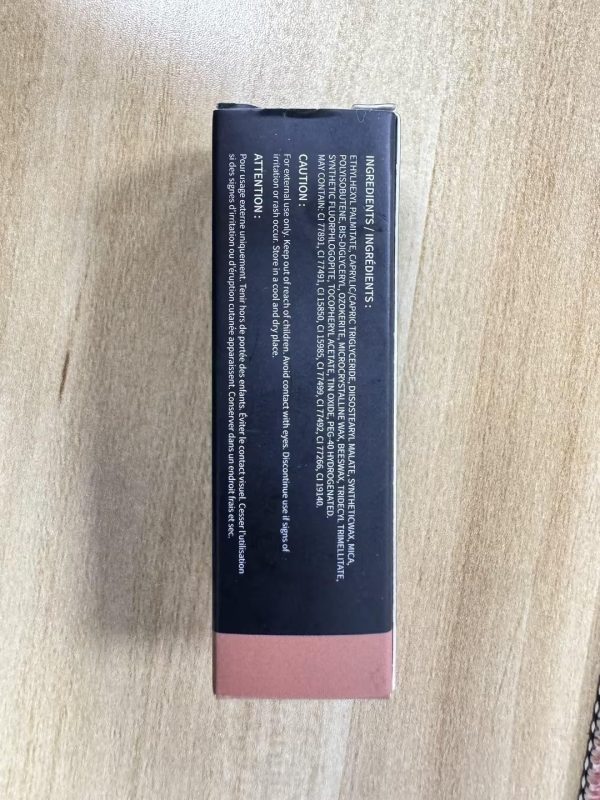 INGREDIENTS / INGRÉDIENTS :
ETHYLHEXYL PALMITATE, CAPRYLIC/CAPRIC TRIGLYCERIDE, DIISOSTEARYL MALATE, SYNTHETICWAX, MICA,
POLYISOBUTENE, BIS-DIGLYCERYL, OZOKERITE, MICROCRYSTALLINE WAX, BEESWAX, TRIDECYL TRIMELLITATE,
SYNTHETIC FLUORPHLOGOPITE, TOCOPHERYL ACETATE, TIN OXIDE, PEG-40 HYDROGENATED.
MAY CONTAIN: CI 77891, CI 77491, CI 15850, CI 15985, CI 77499, CI 77492, CI 77266, CI 19140.
CAUTION :
For external use only. Keep out of reach of children. Avoid contact with eyes. Discontinue use if signs of
irritation or rash occur. Store in a cool and dry place.
ATTENTION :
Pour usage externe uniquement. Tenir hors de portée des enfants. Éviter le contact visuel. Cesser l'utilisation
si des signes d'irritation ou d'éruption cutanée apparaissent. Conserver dans un endroit frais et sec.